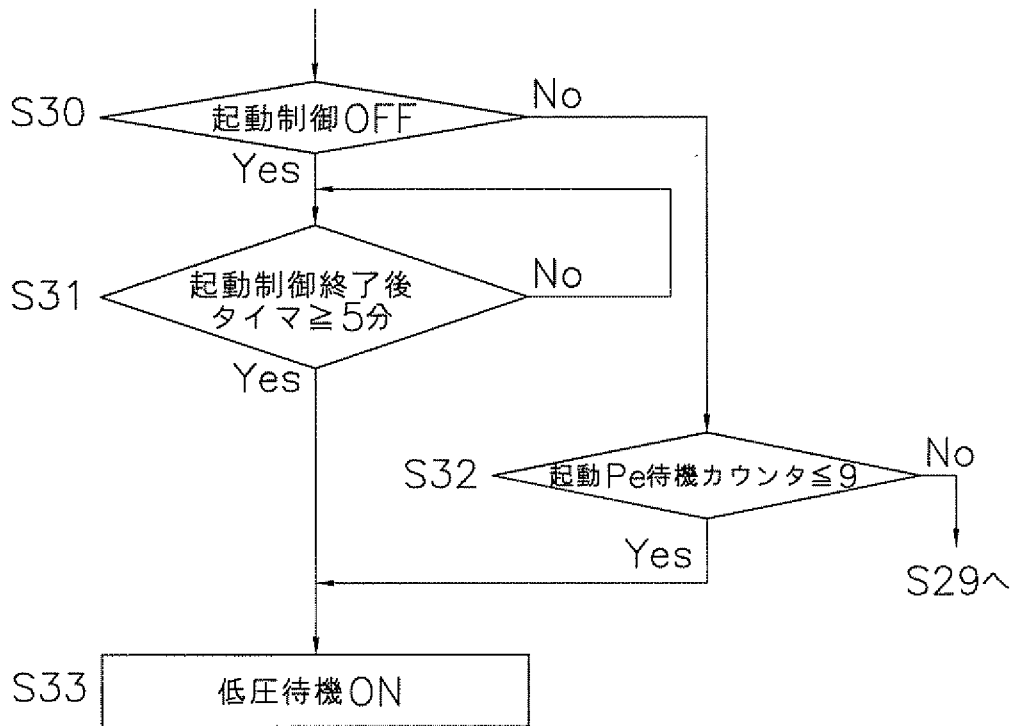 S30
起動制御OFF
No
Yes
S31
起動制御終了後
タイマ≧5分
No
Yes
S32
起動Pe待機カウンタ≦9
No
Yes
S29へ
S33
低圧待機ON